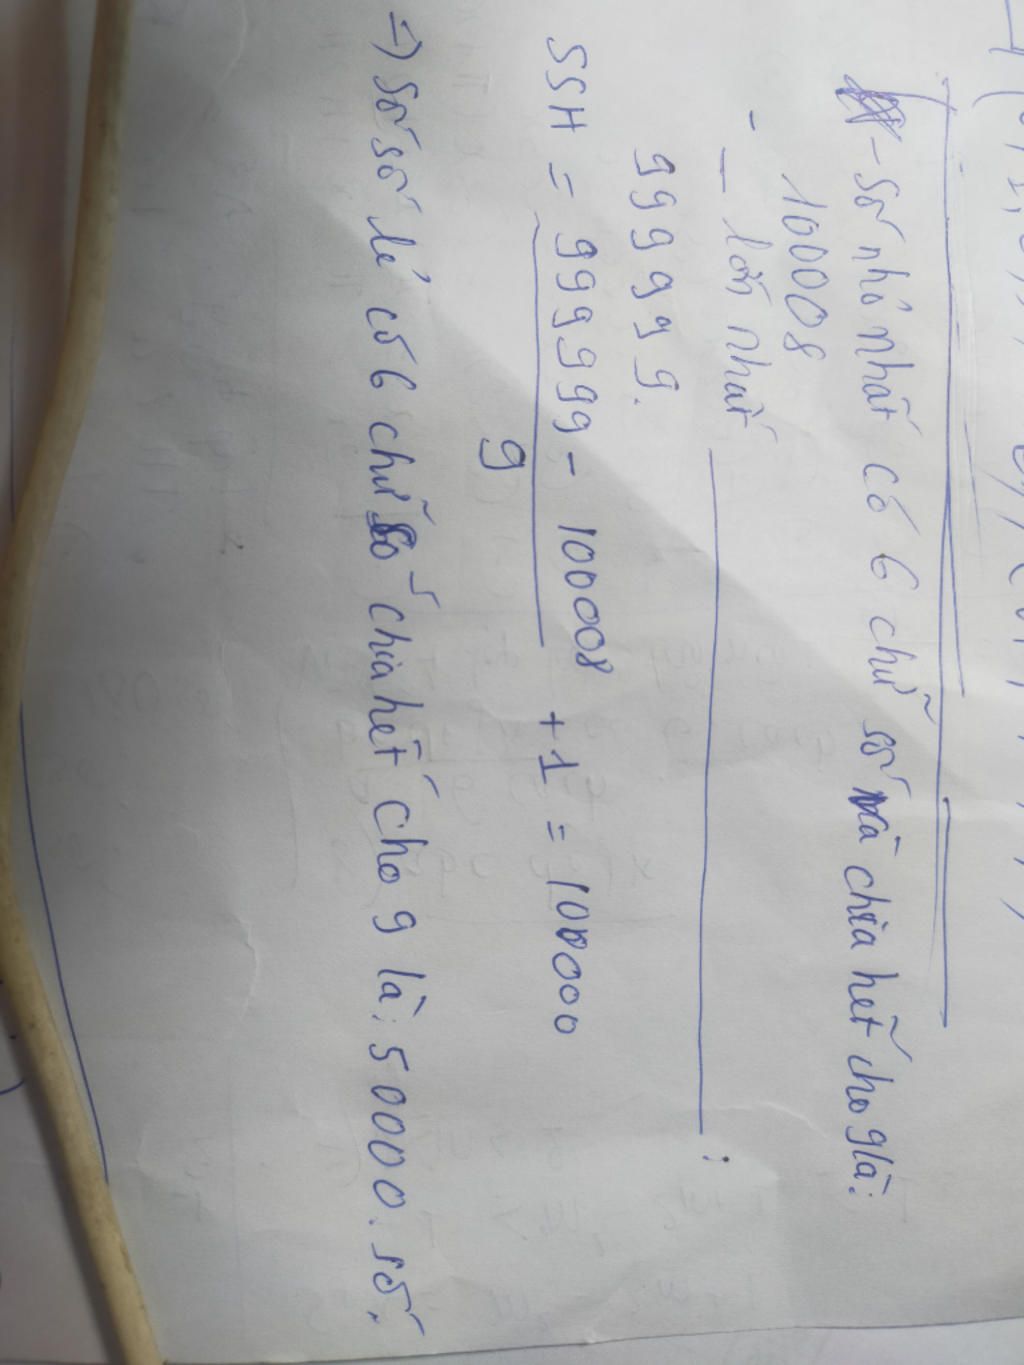 - Số nhỏ nhất có 6 chữ số và chia hết cho 9 là:
100008
- — lớn nhất ——— :
999999.
SSH = 999999 - 100008 / 9 + 1 = 100000
=) Số số lẻ có 6 chữ số chia hết cho 9 là: 50000 số.